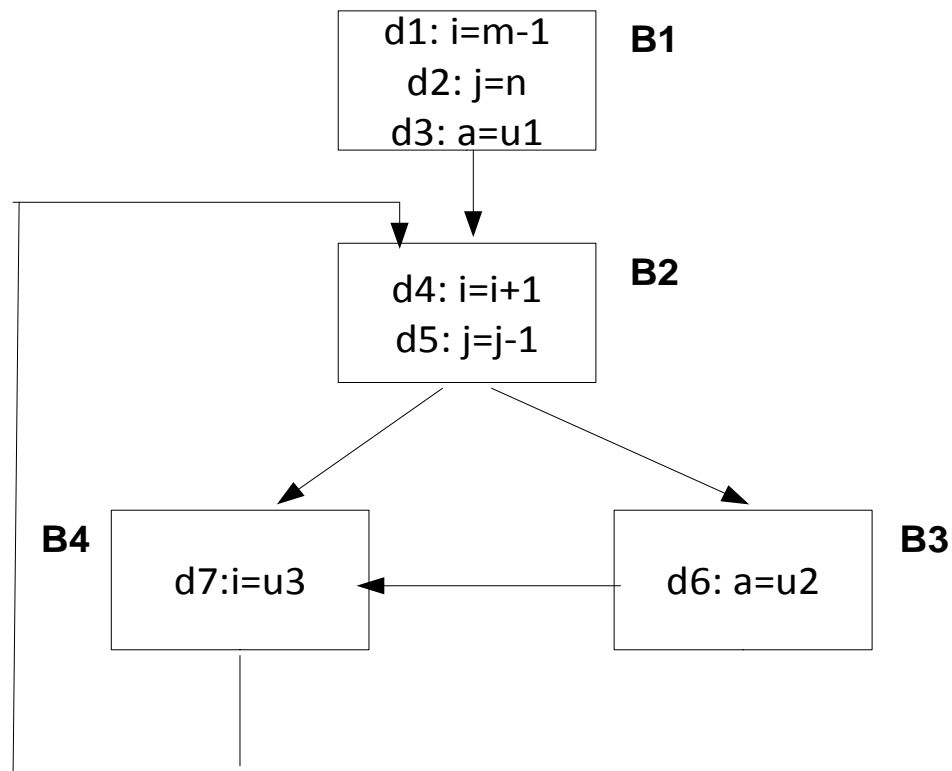 d1: i=m-1
d2: j=n
d3: a=u1
B1
d4: i=i+1
d5: j=j-1
B2
B4
d7:i=u3
d6: a=u2
B3